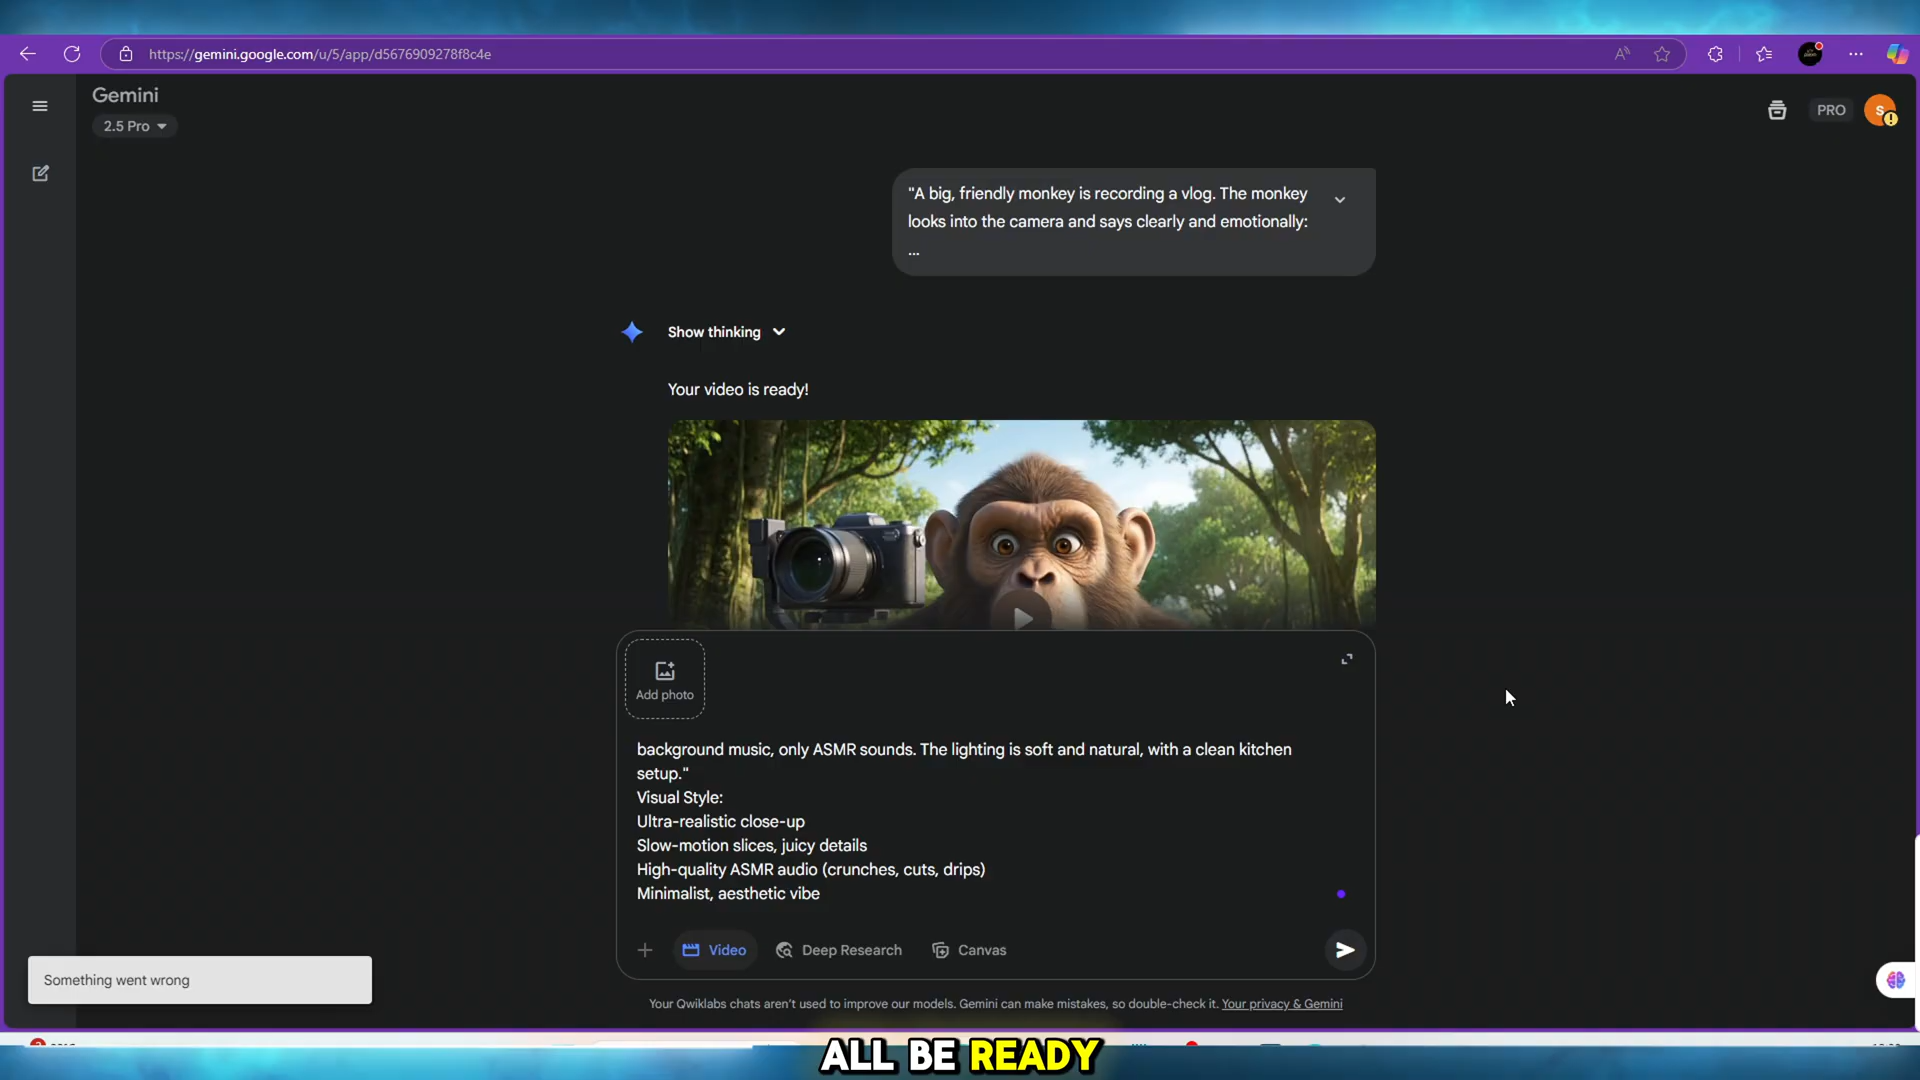 https://gemini.google.com/u/5/app/d5676909278f8c4e
Gemini
2.5 Pro
PRO
S
"A big, friendly monkey is recording a vlog. The monkey
looks into the camera and says clearly and emotionally:
...
Show thinking
Your video is ready!
Add photo
background music, only ASMR sounds. The lighting is soft and natural, with a clean kitchen
setup."
Visual Style:
Ultra-realistic close-up
Slow-motion slices, juicy details
High-quality ASMR audio (crunches, cuts, drips)
Minimalist, aesthetic vibe
Video
Deep Research
Canvas
Something went wrong
Your Qwiklabs chats aren't used to improve our models. Gemini can make mistakes, so double-check it. Your privacy & Gemini
ALL BE READY